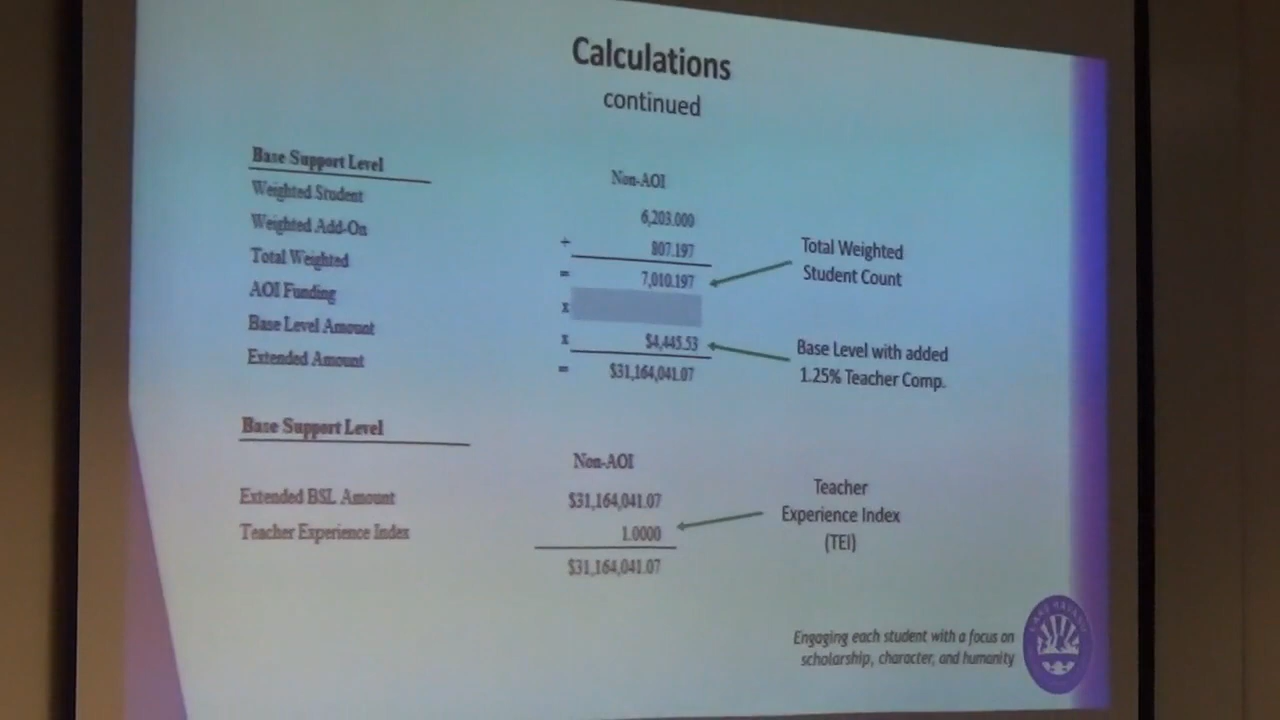 Calculations
continued
Base Support Level
Non-AOI
Weighted Student 6,203.000
Weighted Add-On + 807.197
Total Weighted = 7,010.197
Total Weighted
Student Count
AOI Funding x
Base Level Amount x $4,445.53
Base Level with added
1.25% Teacher Comp.
Extended Amount = $31,164,041.07
Base Support Level
Non-AOI
Extended BSL Amount $31,164,041.07
Teacher Experience Index 1.0000
Teacher
Experience Index
(TEI)
$31,164,041.07
Engaging each student with a focus on
scholarship, character, and humanity
LAKE HAVASU